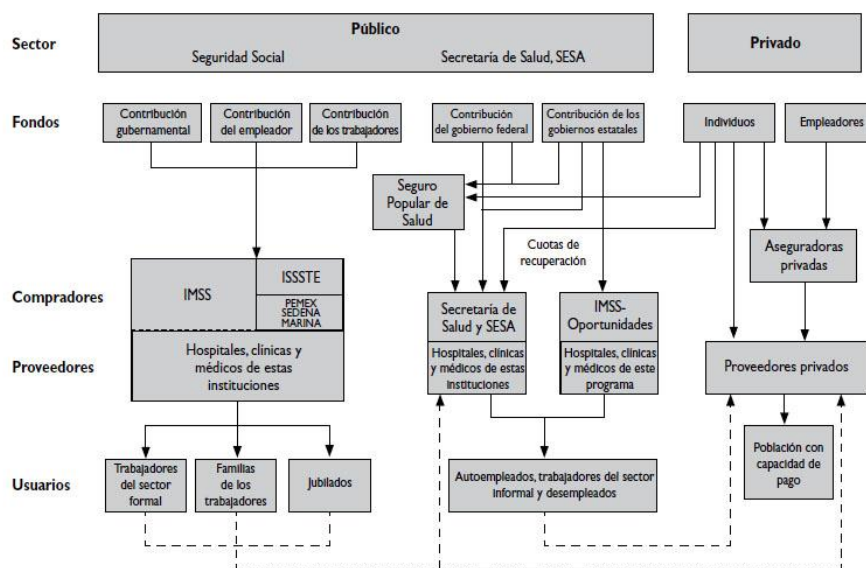 Sector
Público
Seguridad Social
Secretaría de Salud, SESA
Privado
Fondos
Contribución
gubernamental
Contribución
del empleador
Contribución
de los trabajadores
Contribución
del gobierno federal
Contribución de los
gobiernos estatales
Individuos
Empleadores
Seguro
Popular de
Salud
Cuotas de
recuperación
Aseguradoras
privadas
Compradores
IMSS
ISSSTE
PEMEX
SEDENA
MARINA
Secretaría de
Salud y SESA
IMSS-
Oportunidades
Proveedores
Hospitales, clínicas y
médicos de estas
instituciones
Hospitales, clínicas
y médicos de estas
instituciones
Hospitales, clínicas
y médicos de este
programa
Proveedores privados
Usuarios
Trabajadores
del sector
formal
Familias
de los
trabajadores
Jubilados
Autoempleados, trabajadores del sector
informal y desempleados
Población con
capacidad de
pago